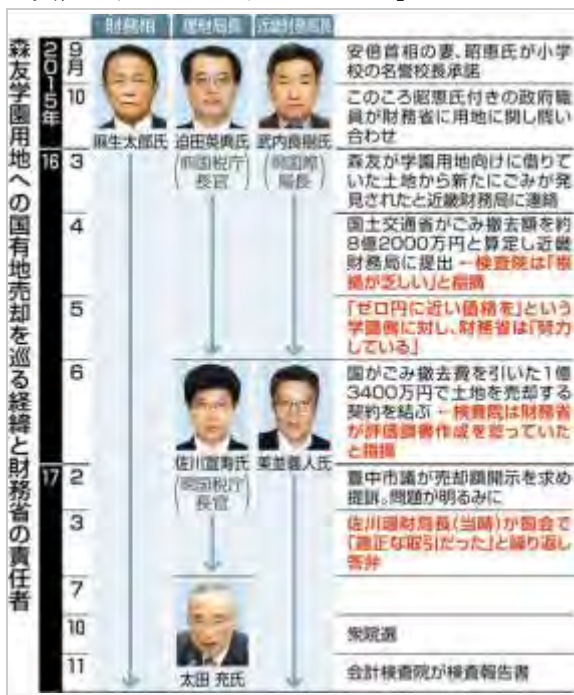 森友学園用地への国有地売却を巡る経緯と財務省の責任者
財務相
理財局長
近畿財務局長
2015年
9月
安倍首相の妻、昭恵氏が小学
校の名誉校長承諾
10
このころ昭恵氏付きの政府職
員が財務省に用地に関し問い
合わせ
麻生太郎氏
迫田英典氏
武内良樹氏
(前国税庁
長官)
(前国際
局長)
16
3
森友が学園用地向けに借りて
いた土地から新たにごみが発
見されたと近畿財務局に連絡
4
国土交通省がごみ撤去額を約
8億2000万円と算定し近畿
財務局に提出 ←検査院は「根
拠が乏しい」と指摘
5
「ゼロ円に近い価格を」という
学園側に対し、財務省は「努力
している」
6
国がごみ撤去費を引いた1億
3400万円で土地を売却する
契約を結ぶ ←検査院は財務省
が評価調書作成を怠っていた
と指摘
佐川宣寿氏
美並義人氏
(前国税庁
長官)
17
2
豊中市議が売却額開示を求め
提訴。問題が明るみに
3
佐川理財局長(当時)が国会で
「適正な取引だった」と繰り返し
答弁
7
太田 充氏
10
衆院選
11
会計検査院が検査報告書